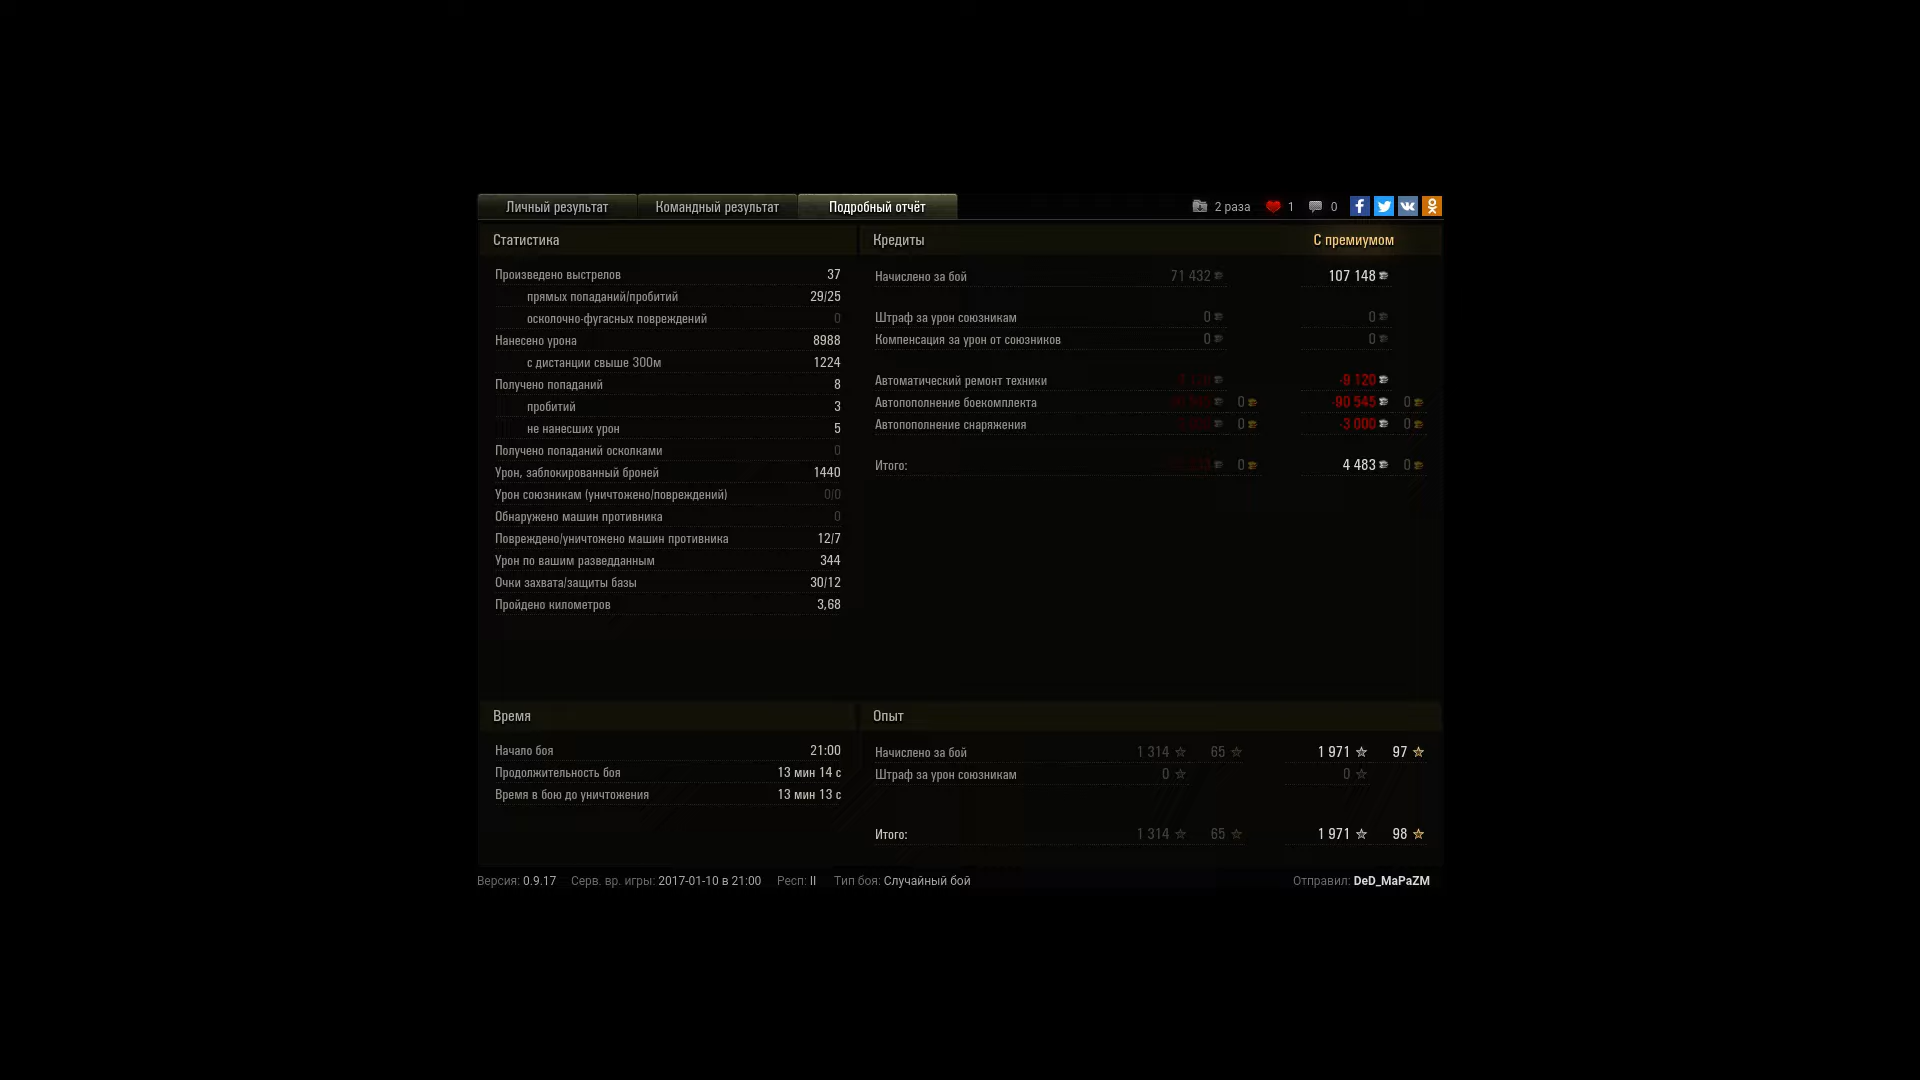 Личный результат Командный результат Подробный отчёт 2 раза 1 0
Статистика
Произведено выстрелов 37
прямых попаданий/пробитий 29/25
осколочно-фугасных повреждений 0
Нанесено урона 8988
с дистанции свыше 300м 1224
Получено попаданий 8
пробитий 3
не нанесших урон 5
Получено попаданий осколками 0
Урон, заблокированный броней 1440
Урон союзникам (уничтожено/повреждений) 0/0
Обнаружено машин противника 0
Повреждено/уничтожено машин противника 12/7
Урон по вашим разведданным 344
Очки захвата/защиты базы 30/12
Пройдено километров 3,68
Кредиты С премиумом
Начислено за бой 71 432 107 148
Штраф за урон союзникам 0 0
Компенсация за урон от союзников 0 0
Автоматический ремонт техники -9 120
Автопополнение боекомплекта 0 -90 545 0
Автопополнение снаряжения 0 -3 000 0
Итого: 0 4 483 0
Время
Начало боя 21:00
Продолжительность боя 13 мин 14 с
Время в бою до уничтожения 13 мин 13 с
Опыт
Начислено за бой 1 314 65 1 971 97
Штраф за урон союзникам 0 0
Итого: 1 314 65 1 971 98
Версия: 0.9.17 Серв. вр. игры: 2017-01-10 в 21:00 Респ: II Тип боя: Случайный бой Отправил: DeD_MaPaZM